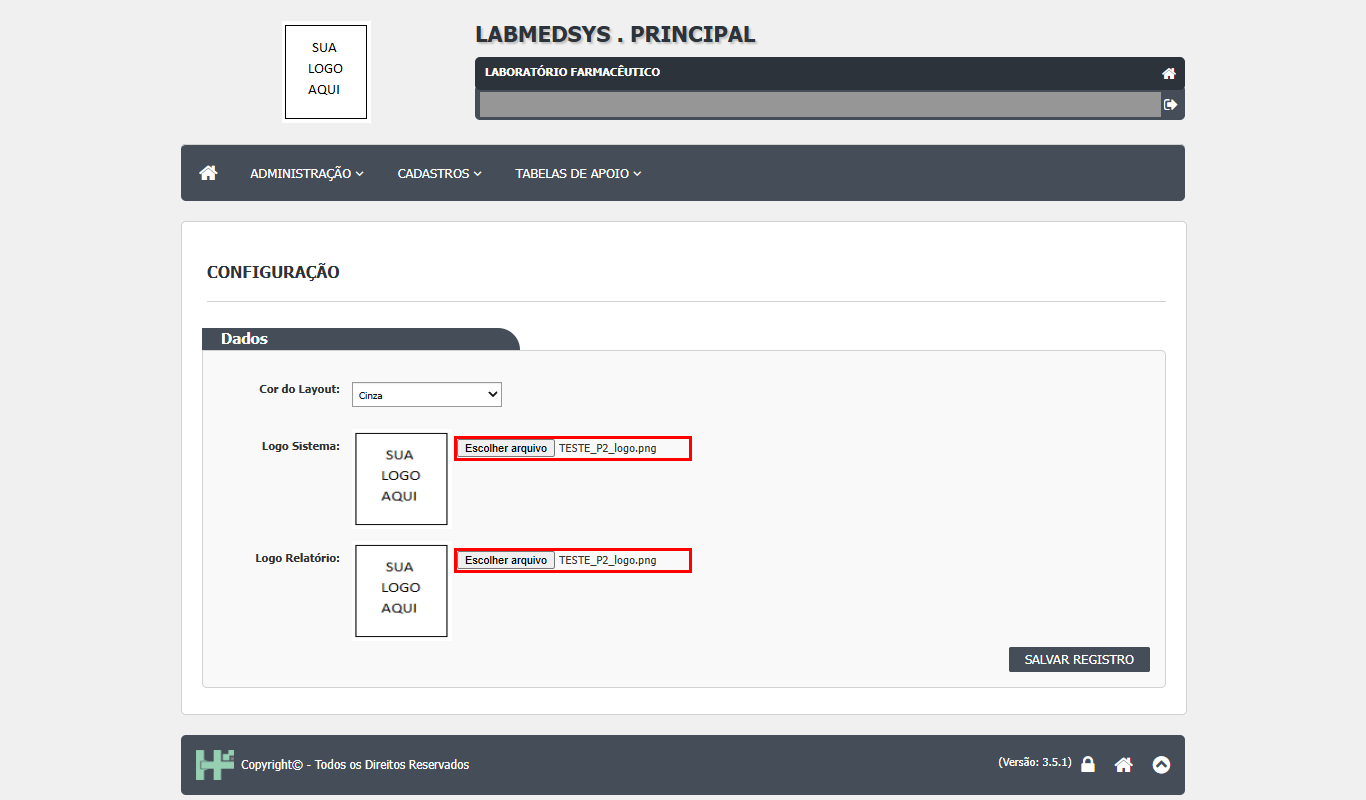 SUA
LOGO
AQUI
LABMEDSYS . PRINCIPAL
LABORATÓRIO FARMACÊUTICO
ADMINISTRAÇÃO CADASTROS TABELAS DE APOIO
CONFIGURAÇÃO
Dados
Cor do Layout: Cinza
Logo Sistema: Escolher arquivo TESTE_P2_logo.png
SUA
LOGO
AQUI
Logo Relatório: Escolher arquivo TESTE_P2_logo.png
SUA
LOGO
AQUI
SALVAR REGISTRO
Copyright© - Todos os Direitos Reservados (Versão: 3.5.1)